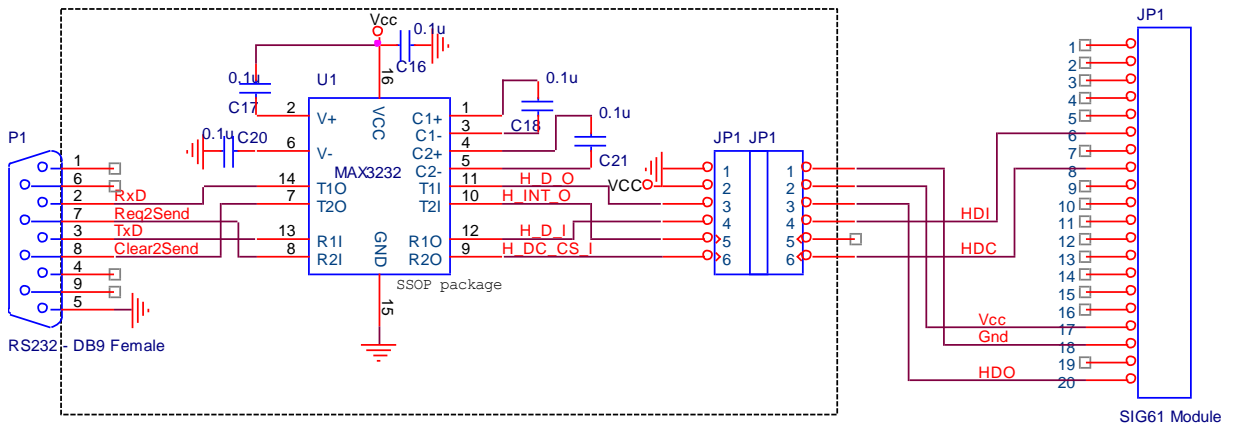 JP1
Vcc
0.1u
C16
16
0.1u
C17
U1
2
V+
VCC
C1+
1
0.1u
C1-
3
C18
0.1u
C2+
4
C21
C2-
5
0.1u
C20
6
V-
MAX3232
P1
1
6
2
RxD
14
T1O
T1I
11
H_D_O
7
Req2Send
7
T2O
T2I
10
H_INT_O
3
TxD
13
R1I
R1O
12
H_D_I
8
Clear2Send
8
R2I
R2O
9
H_DC_CS_I
GND
15
4
9
5
SSOP package
RS232 - DB9 Female
JP1 JP1
VCC
1
2
3
4
5
6
1
2
3
4
5
6
HDI
HDC
Vcc
Gnd
HDO
1
2
3
4
5
6
7
8
9
10
11
12
13
14
15
16
17
18
19
20
SIG61 Module